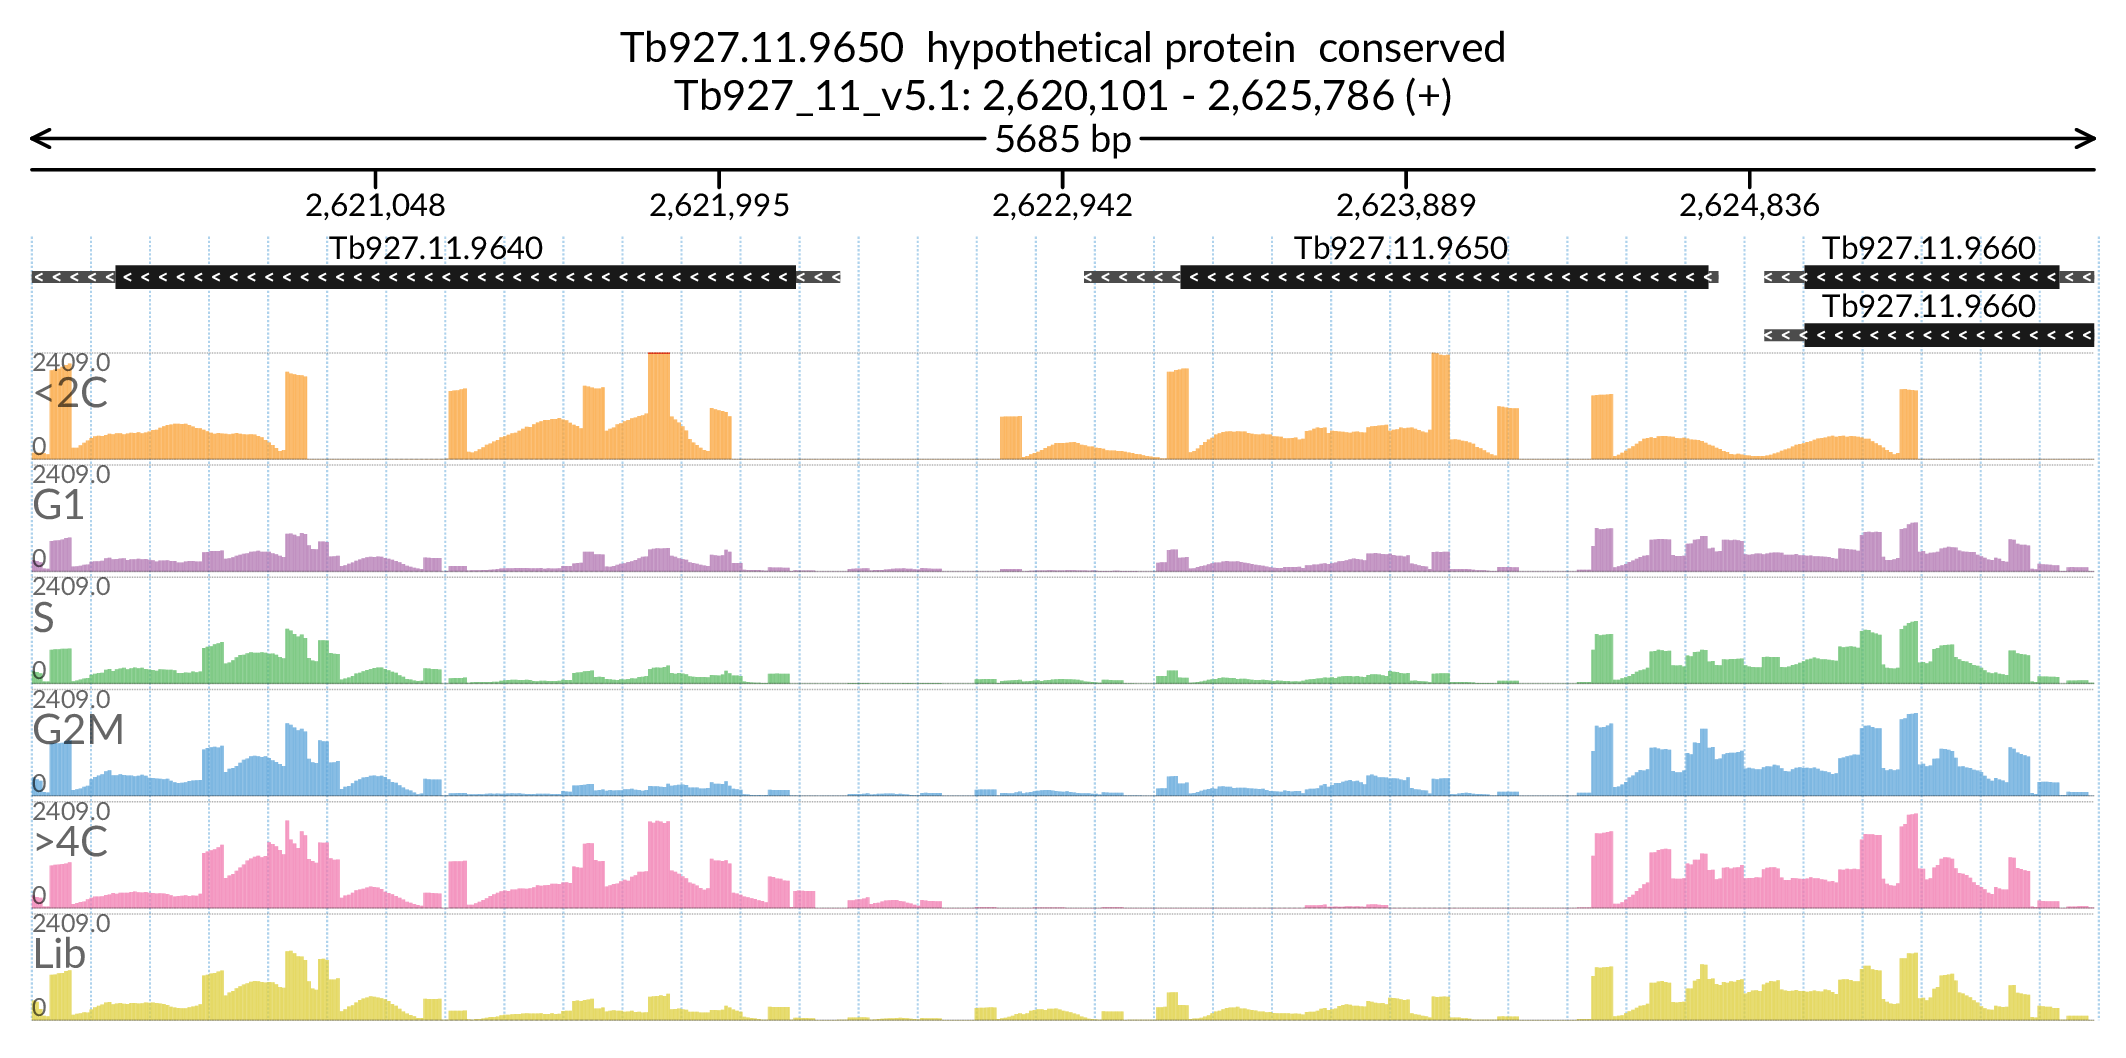 Tb927.11.9650 hypothetical protein conserved
Tb927_11_v5.1: 2,620,101 - 2,625,786 (+)
5685 bp
2,621,048 2,621,995 2,622,942 2,623,889 2,624,836
Tb927.11.9640 Tb927.11.9650 Tb927.11.9660
Tb927.11.9660
2409.0
<2C
0
2409.0
G1
0
2409.0
S
0
2409.0
G2M
0
2409.0
>4C
0
2409.0
Lib
0